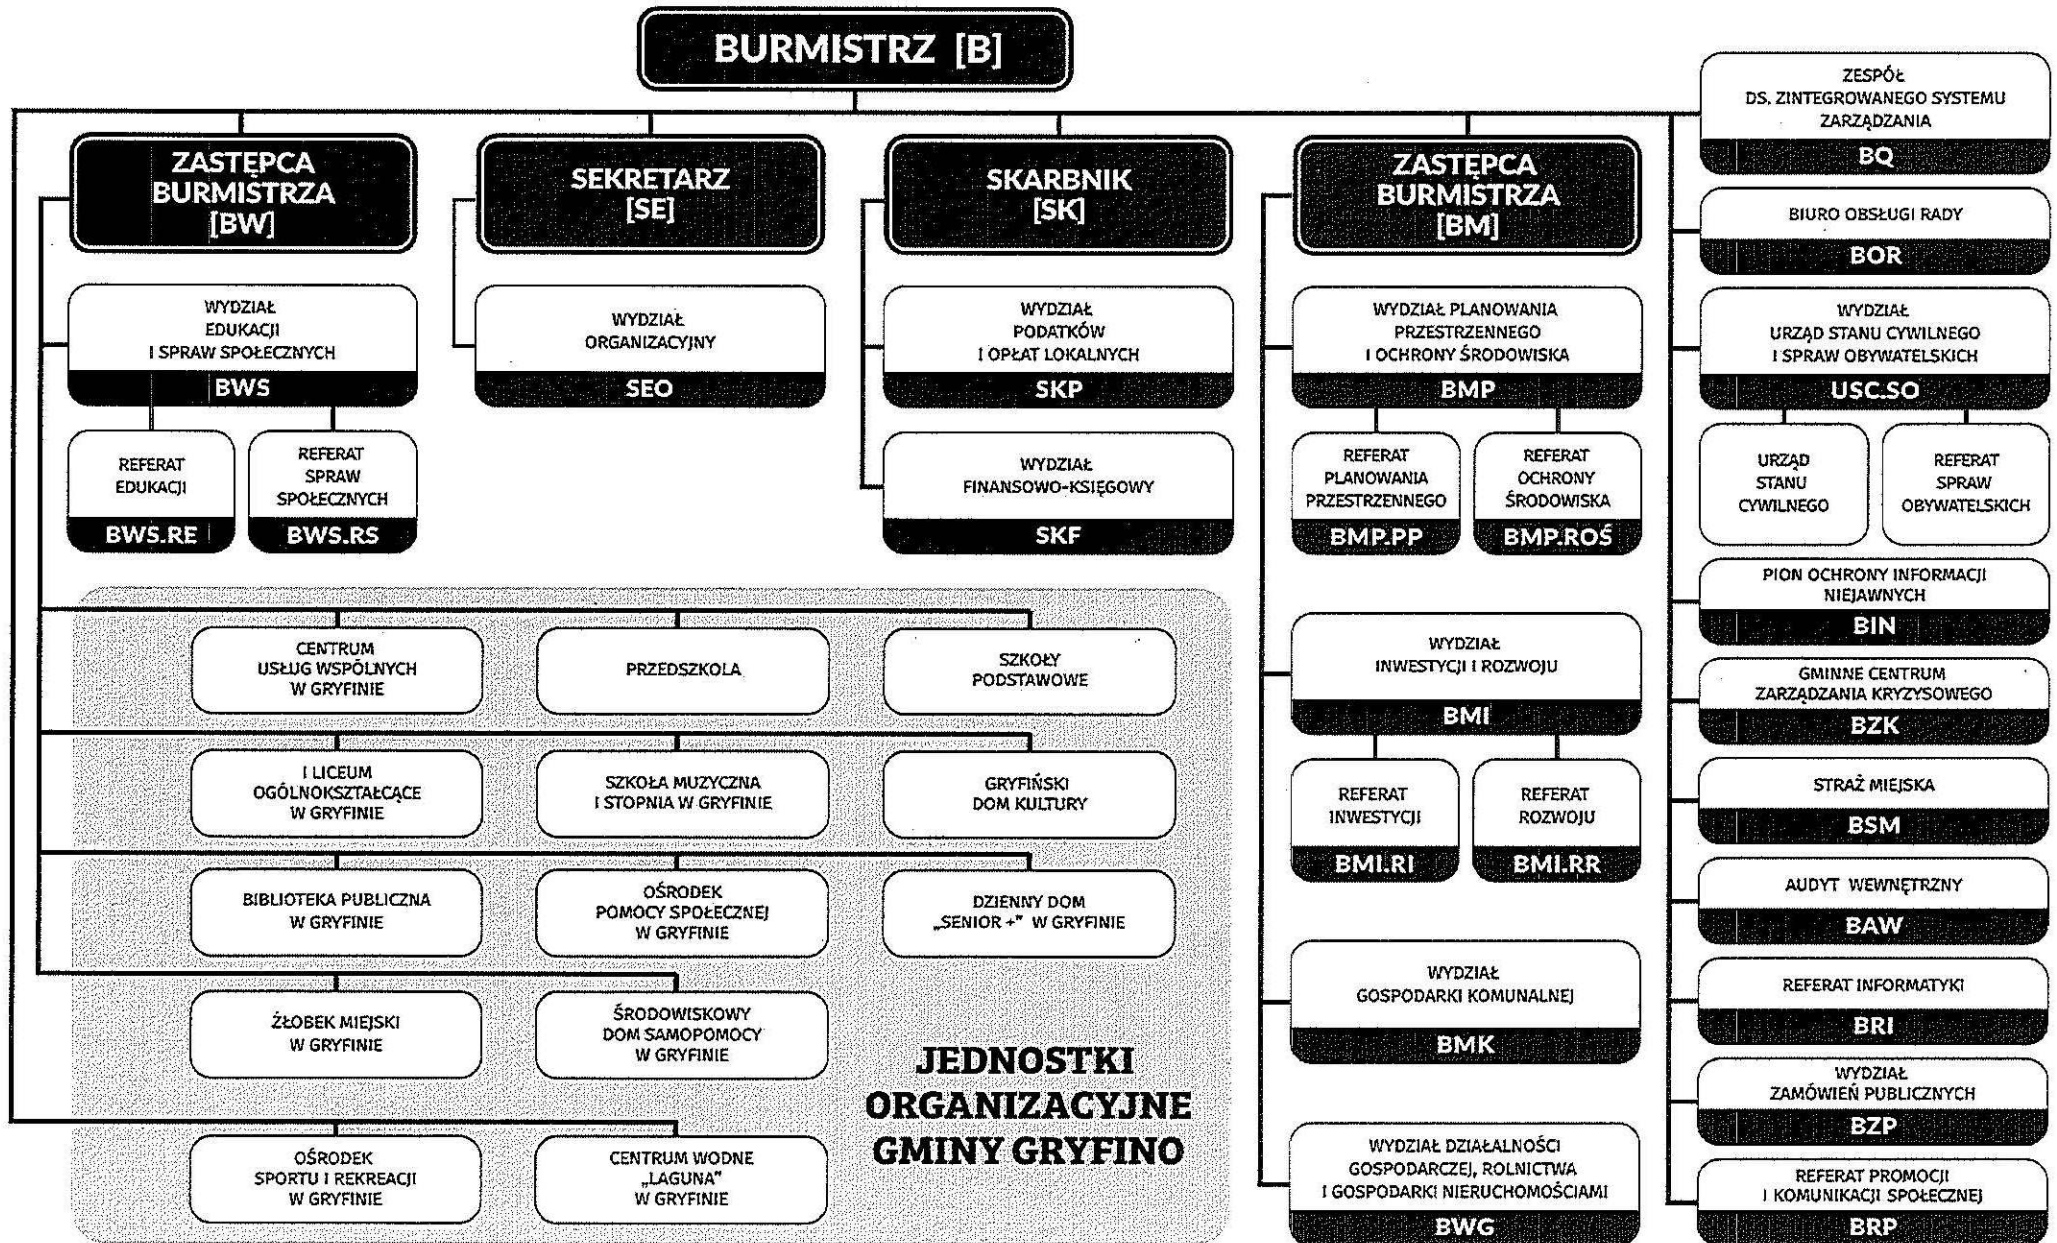 BURMISTRZ [B]
ZASTĘPCA
BURMISTRZA
[BW]
WYDZIAŁ
EDUKACJI
I SPRAW SPOŁECZNYCH
BWS
REFERAT
EDUKACJI
BWS.RE
REFERAT
SPRAW
SPOŁECZNYCH
BWS.RS
SEKRETARZ
[SE]
WYDZIAŁ
ORGANIZACYJNY
SEO
SKARBNIK
[SK]
WYDZIAŁ
PODATKÓW
I OPŁAT LOKALNYCH
SKP
WYDZIAŁ
FINANSOWO-KSIĘGOWY
SKF
ZASTĘPCA
BURMISTRZA
[BM]
WYDZIAŁ PLANOWANIA
PRZESTRZENNEGO
I OCHRONY ŚRODOWISKA
BMP
REFERAT
PLANOWANIA
PRZESTRZENNEGO
BMP.PP
REFERAT
OCHRONY
ŚRODOWISKA
BMP.ROŚ
WYDZIAŁ
INWESTYCJI I ROZWOJU
BMI
REFERAT
INWESTYCJI
BMI.RI
REFERAT
ROZWOJU
BMI.RR
WYDZIAŁ
GOSPODARKI KOMUNALNEJ
BMK
WYDZIAŁ DZIAŁALNOŚCI
GOSPODARCZEJ, ROLNICTWA
I GOSPODARKI NIERUCHOMOŚCIAMI
BWG
ZESPÓŁ
DS. ZINTEGROWANEGO SYSTEMU
ZARZĄDZANIA
BQ
BIURO OBSŁUGI RADY
BOR
WYDZIAŁ
URZĄD STANU CYWILNEGO
I SPRAW OBYWATELSKICH
USC.SO
URZĄD
STANU
CYWILNEGO
REFERAT
SPRAW
OBYWATELSKICH
PION OCHRONY INFORMACJI
NIEJAWNYCH
BIN
GMINNE CENTRUM
ZARZĄDZANIA KRYZYSOWEGO
BZK
STRAŻ MIEJSKA
BSM
AUDYT WEWNĘTRZNY
BAW
REFERAT INFORMATYKI
BRI
WYDZIAŁ
ZAMÓWIEŃ PUBLICZNYCH
BZP
REFERAT PROMOCJI
I KOMUNIKACJI SPOŁECZNEJ
BRP
CENTRUM
USŁUG WSPÓLNYCH
W GRYFINIE
PRZEDSZKOLA
SZKOŁY
PODSTAWOWE
I LICEUM
OGÓLNOKSZTAŁCĄCE
W GRYFINIE
SZKOŁA MUZYCZNA
I STOPNIA W GRYFINIE
GRYFIŃSKI
DOM KULTURY
BIBLIOTEKA PUBLICZNA
W GRYFINIE
OŚRODEK
POMOCY SPOŁECZNEJ
W GRYFINIE
DZIENNY DOM
„SENIOR +” W GRYFINIE
ŻŁOBEK MIEJSKI
W GRYFINIE
ŚRODOWISKOWY
DOM SAMOPOMOCY
W GRYFINIE
OŚRODEK
SPORTU I REKREACJI
W GRYFINIE
CENTRUM WODNE
„LAGUNA”
W GRYFINIE
JEDNOSTKI
ORGANIZACYJNE
GMINY GRYFINO